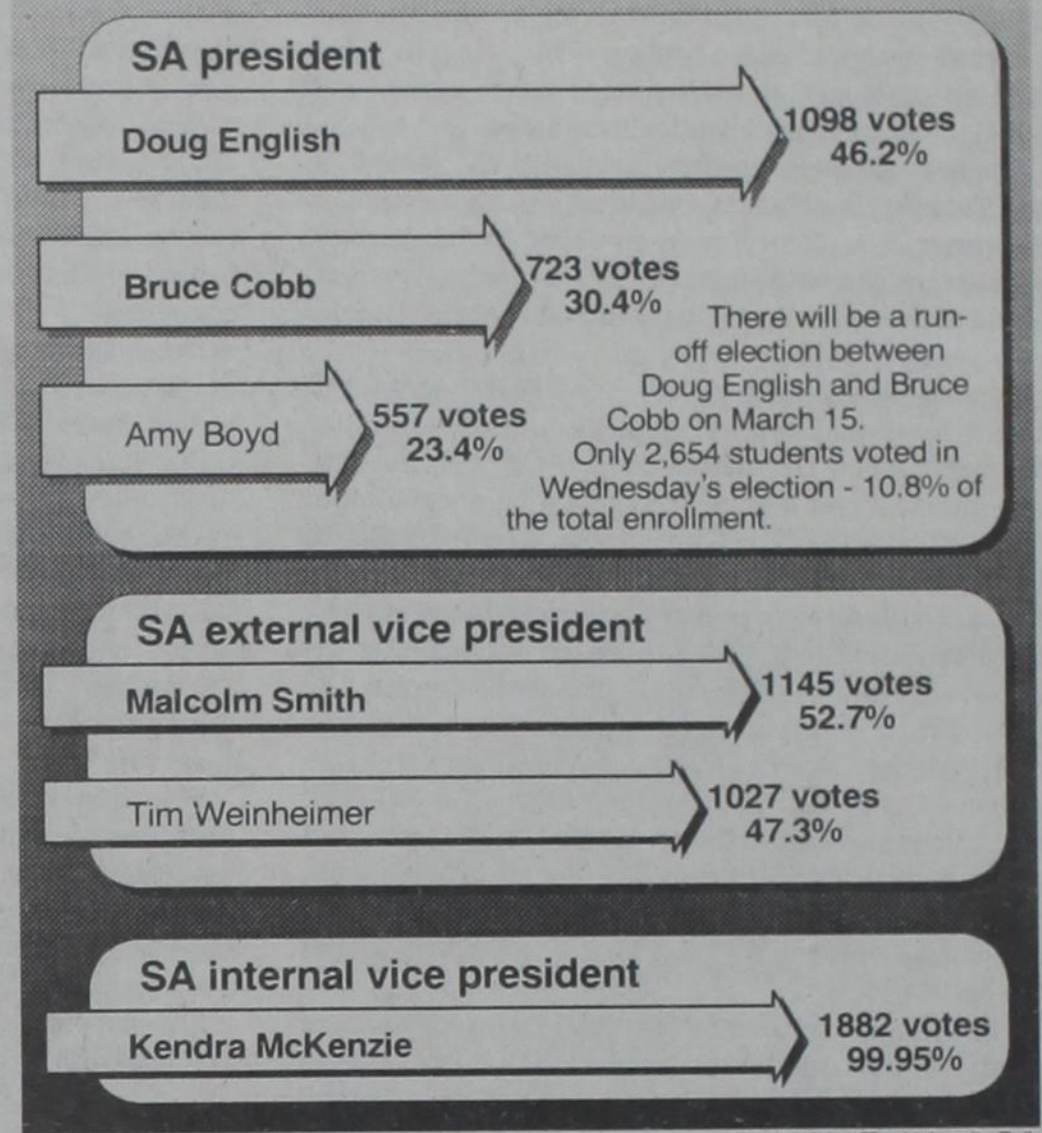 SA president
Doug English
1098 votes
46.2%
Bruce Cobb
723 votes
30.4%
Amy Boyd
557 votes
23.4%
There will be a run-
off election between
Doug English and Bruce
Cobb on March 15.
Only 2,654 students voted in
Wednesday's election - 10.8% of
the total enrollment.
SA external vice president
Malcolm Smith
1145 votes
52.7%
Tim Weinheimer
1027 votes
47.3%
SA internal vice president
Kendra McKenzie
1882 votes
99.95%